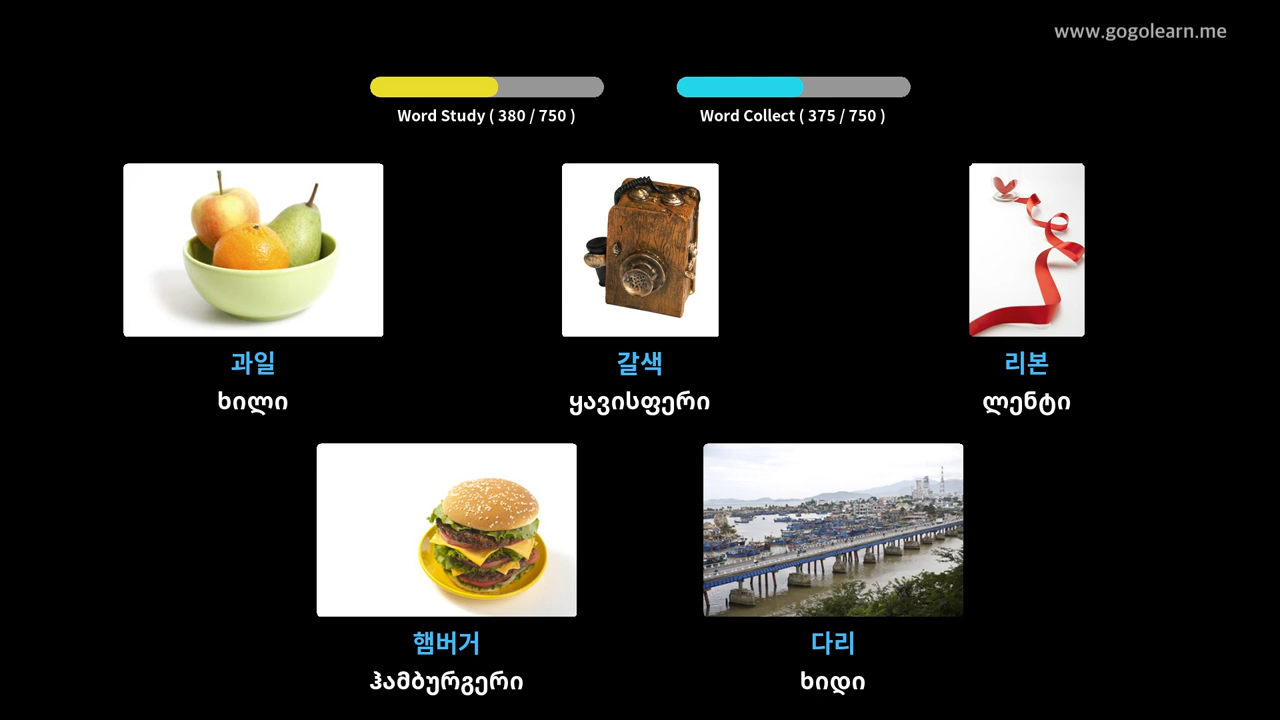 www.gogolearn.me
Word Study ( 380 / 750 )
Word Collect ( 375 / 750 )
과일
ხილი
갈색
ყავისფერი
리본
ლენტი
햄버거
ჰამბურგერი
다리
ხიდი